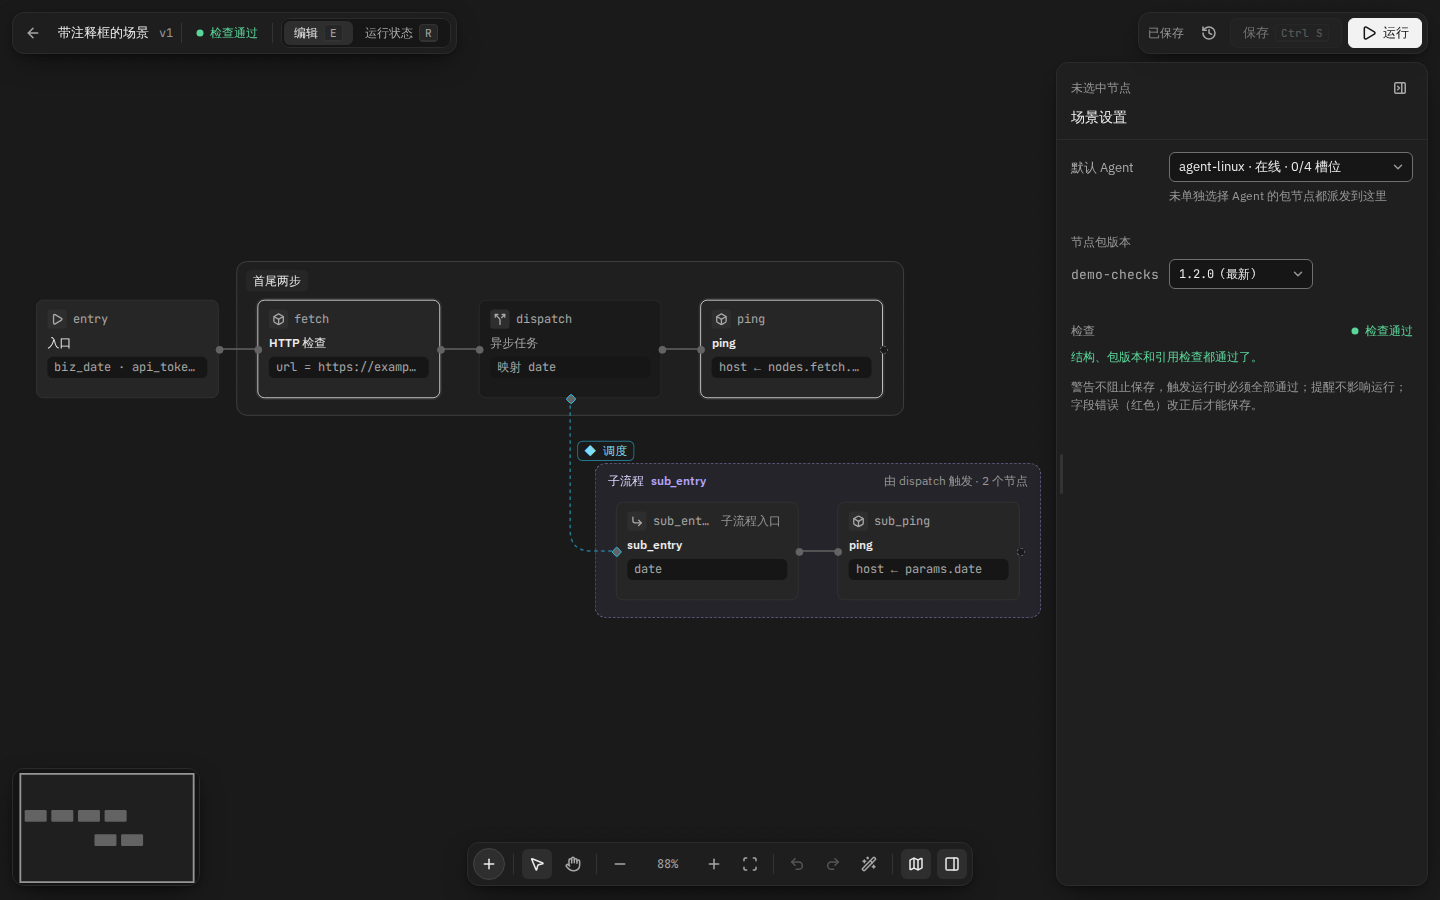 带注释框的场景 v1 检查通过 编辑 E 运行状态 R
已保存 保存 Ctrl S 运行
未选中节点
场景设置
默认 Agent agent-linux · 在线 · 0/4 槽位
未单独选择 Agent 的包节点都派发到这里
节点包版本
demo-checks 1.2.0 (最新)
检查 检查通过
结构、包版本和引用检查都通过了。
警告不阻止保存，触发运行时必须全部通过；提醒不影响运行；
字段错误（红色）改正后才能保存。
首尾两步
entry
入口
biz_date · api_toke…
fetch
HTTP 检查
url = https://examp…
dispatch
异步任务
映射 date
ping
ping
host ← nodes.fetch.…
调度
子流程 sub_entry 由 dispatch 触发 · 2 个节点
sub_ent… 子流程入口
sub_entry
date
sub_ping
ping
host ← params.date
88%